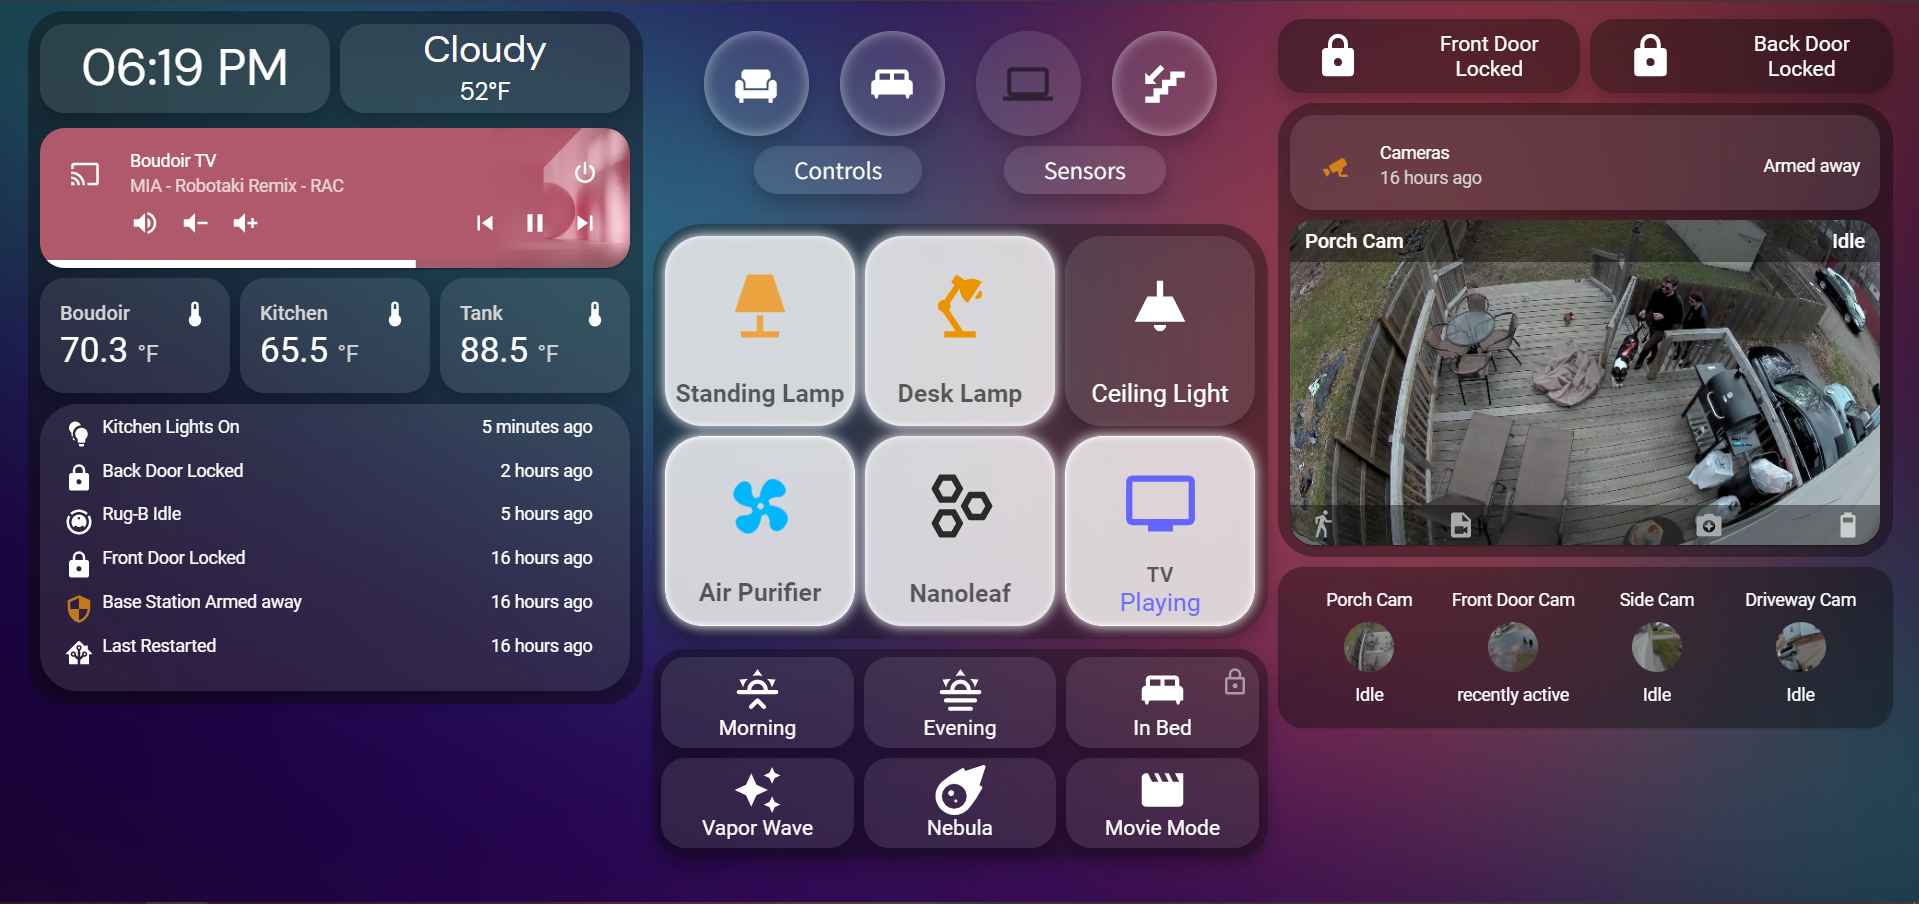 06:19 PM
Cloudy
52°F
Boudoir TV
MIA - Robotaki Remix - RAC
Boudoir
70.3 °F
Kitchen
65.5 °F
Tank
88.5 °F
Kitchen Lights On
5 minutes ago
Back Door Locked
2 hours ago
Rug-B Idle
5 hours ago
Front Door Locked
16 hours ago
Base Station Armed away
16 hours ago
Last Restarted
16 hours ago
Controls
Sensors
Standing Lamp
Desk Lamp
Ceiling Light
Air Purifier
Nanoleaf
TV
Playing
Morning
Evening
In Bed
Vapor Wave
Nebula
Movie Mode
Front Door
Locked
Back Door
Locked
Cameras
16 hours ago
Armed away
Porch Cam
Idle
Porch Cam
Idle
Front Door Cam
recently active
Side Cam
Idle
Driveway Cam
Idle